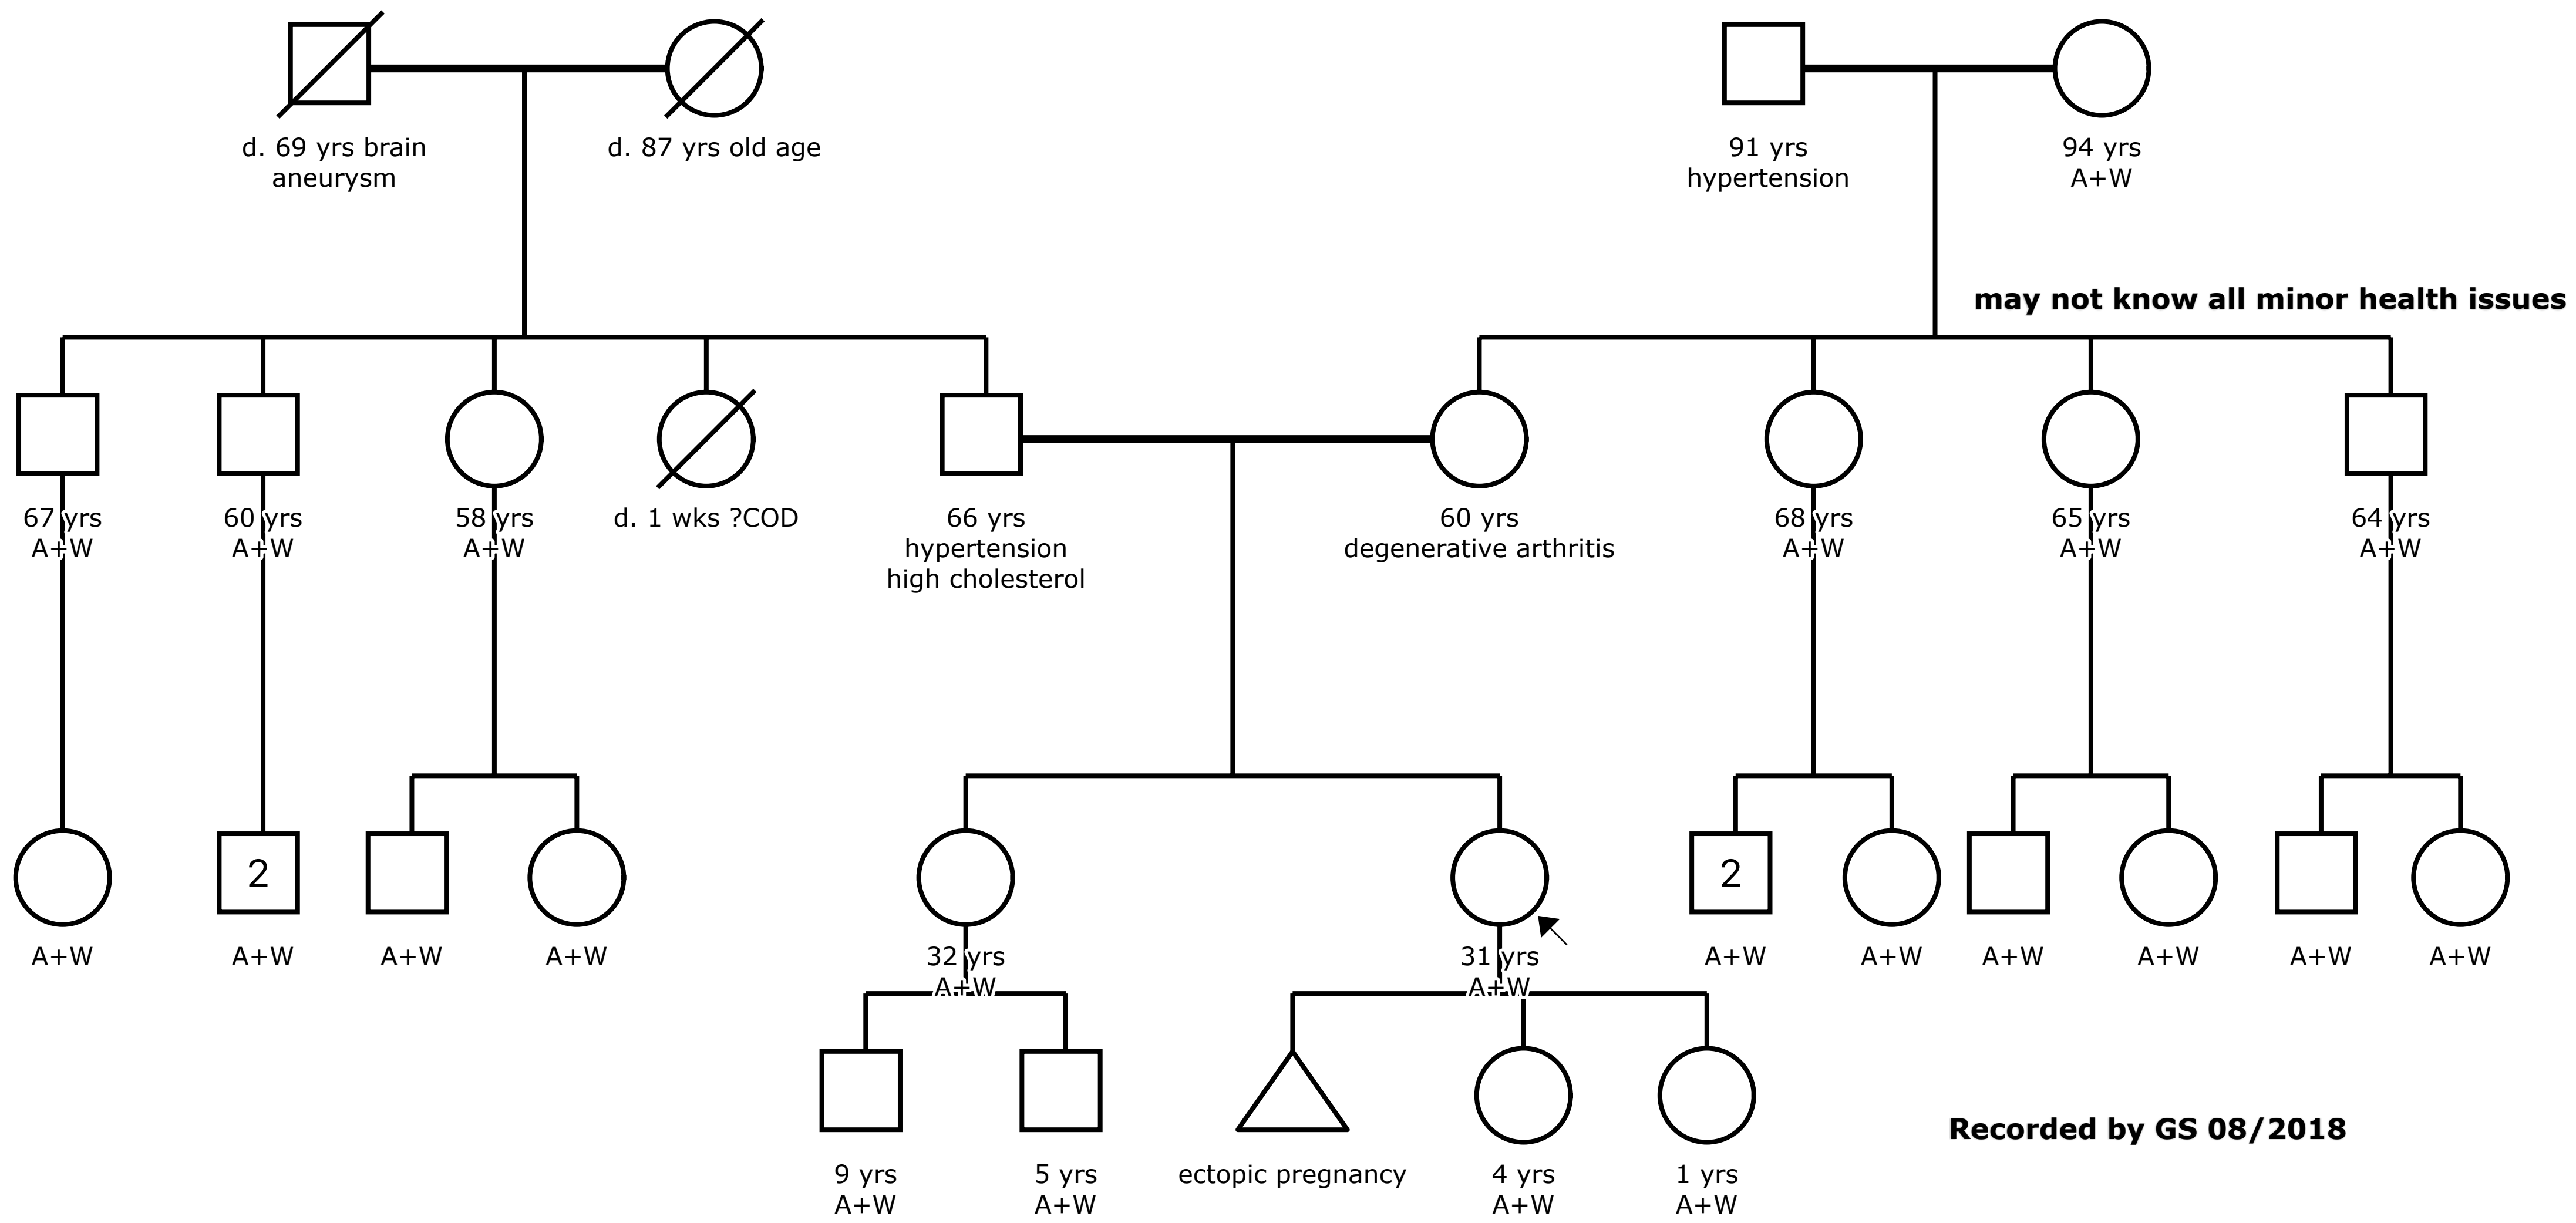 d. 69 yrs brain
aneurysm
d. 87 yrs old age
91 yrs
hypertension
94 yrs
A+W
may not know all minor health issues
67 yrs
A+W
60 yrs
A+W
58 yrs
A+W
d. 1 wks ?COD
66 yrs
hypertension
high cholesterol
60 yrs
degenerative arthritis
68 yrs
A+W
65 yrs
A+W
64 yrs
A+W
A+W
2
A+W
A+W
A+W
32 yrs
A+W
31 yrs
A+W
2
A+W
A+W
A+W
A+W
A+W
A+W
9 yrs
A+W
5 yrs
A+W
ectopic pregnancy
4 yrs
A+W
1 yrs
A+W
Recorded by GS 08/2018